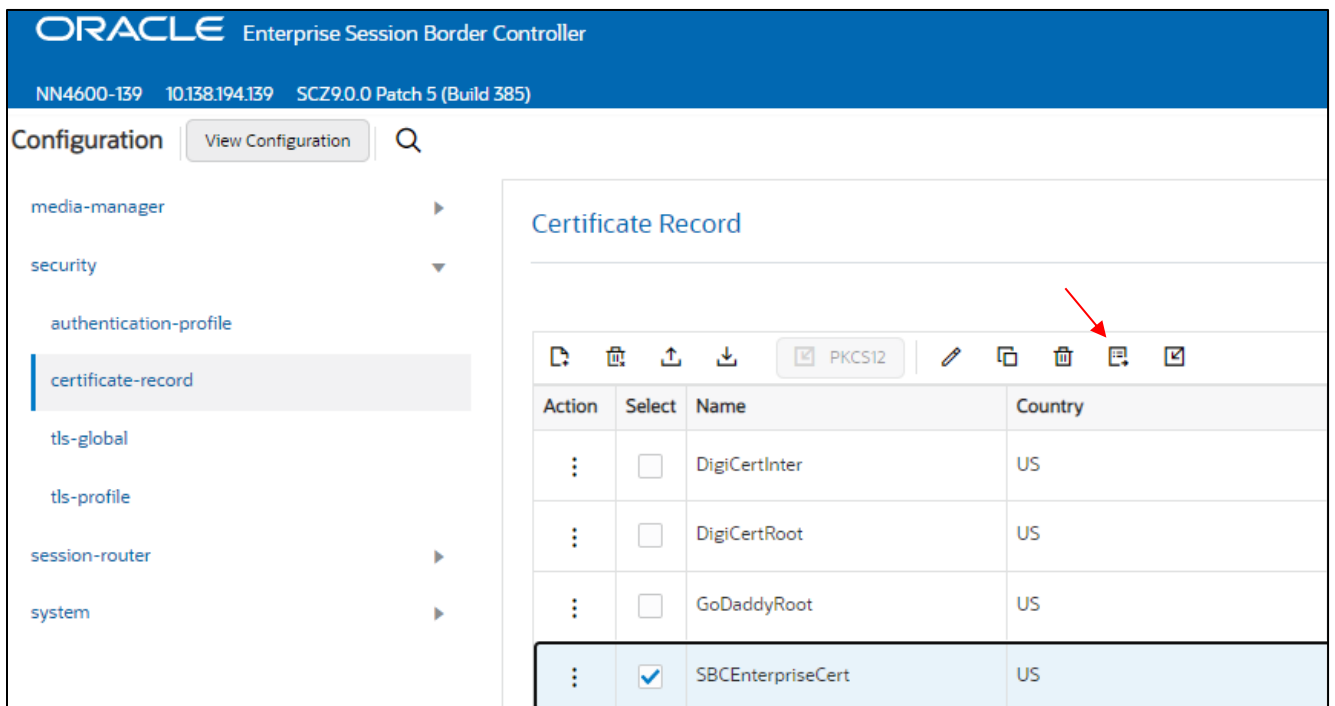 ORACLE Enterprise Session Border Controller
NN4600-139 10.138.194.139 SCZ9.0.0 Patch 5 (Build 385)
Configuration View Configuration
media-manager
security
authentication-profile
certificate-record
tls-global
tls-profile
session-router
system
Certificate Record
PKCS12
Action Select Name Country
DigiCertInter US
DigiCertRoot US
GoDaddyRoot US
SBCEnterpriseCert US